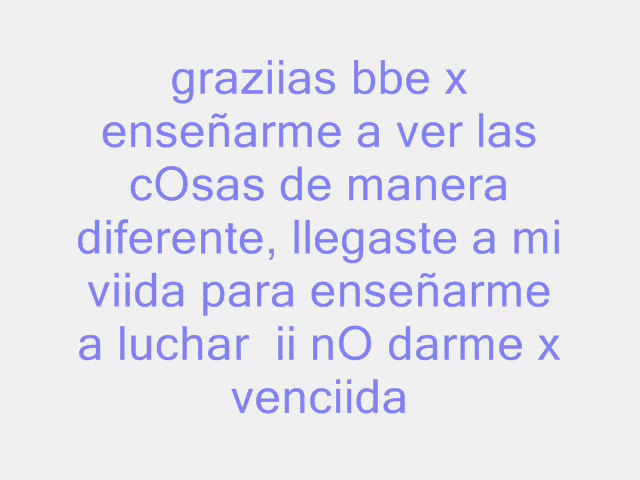 graziias bbe x
enseñarme a ver las
cOsas de manera
diferente, llegaste a mi
viida para enseñarme
a luchar  ii nO darme x
venciida